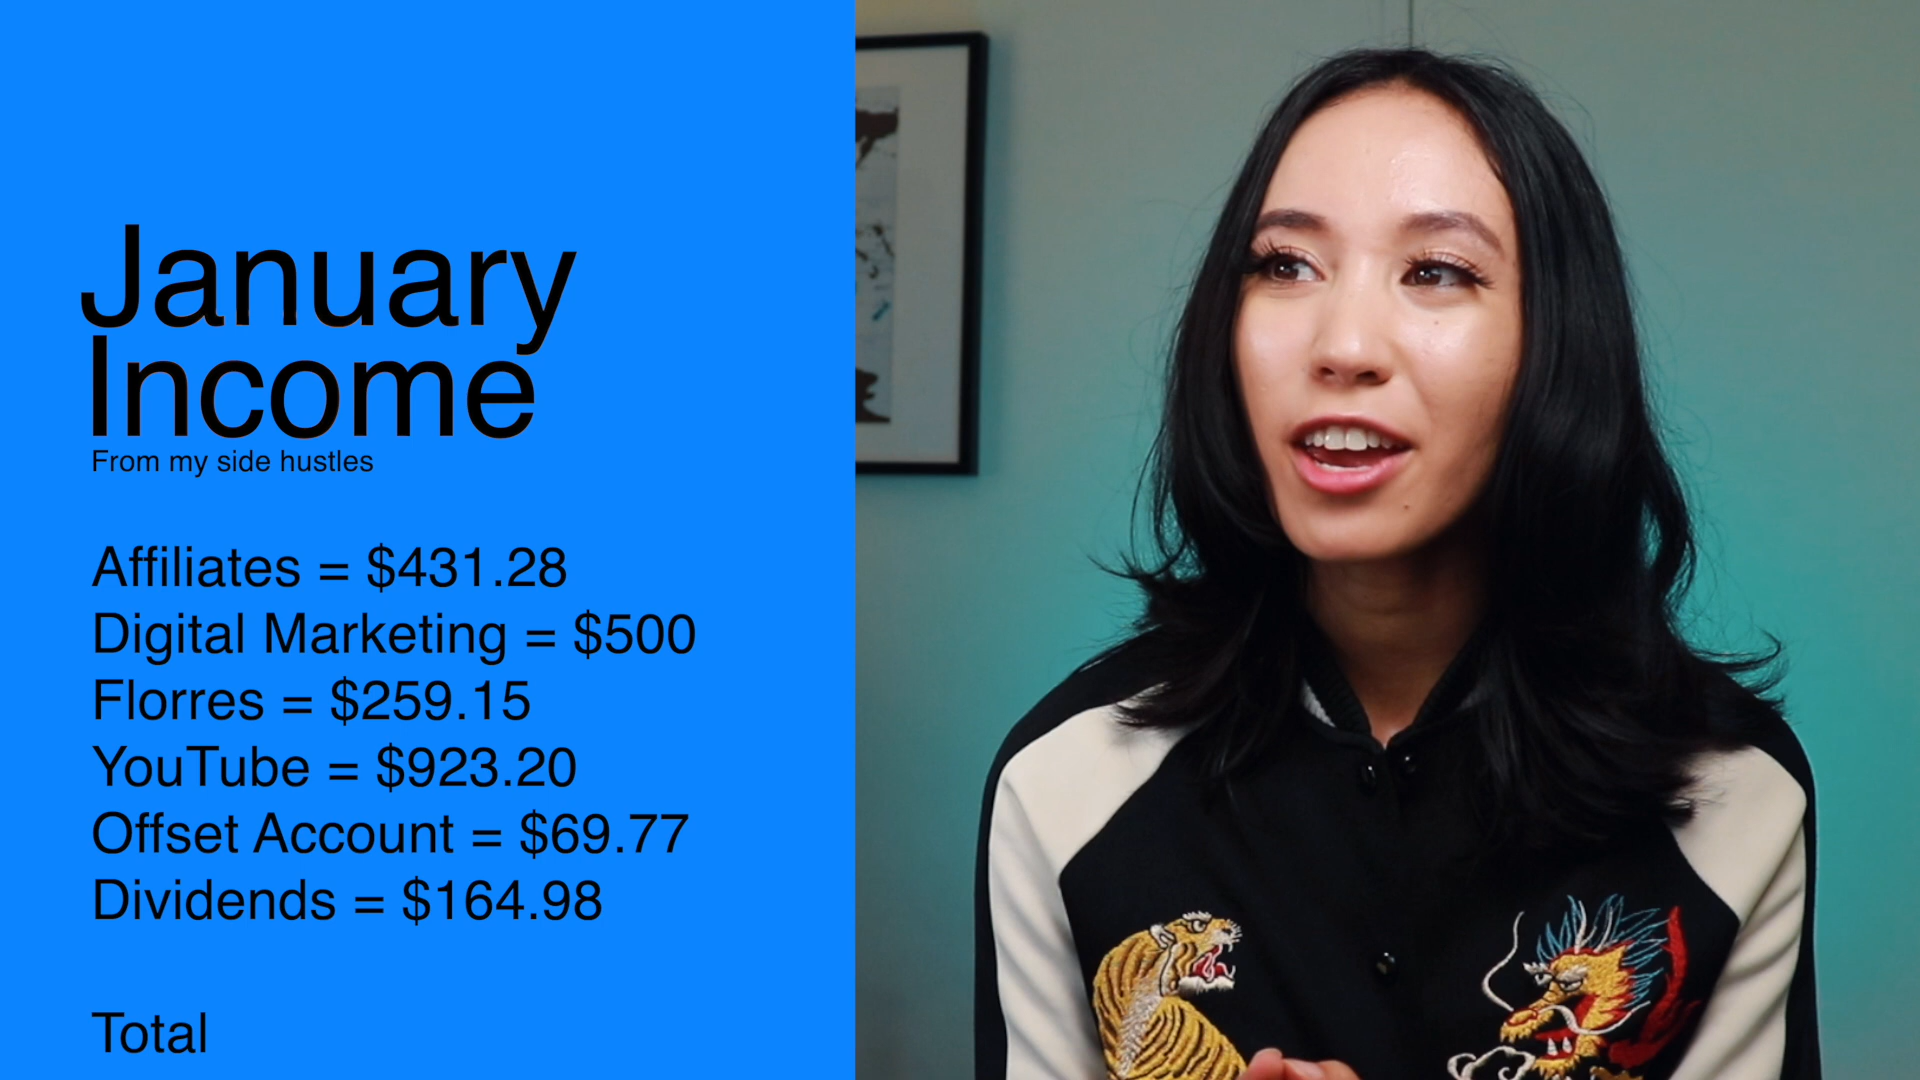 January
Income
From my side hustles
Affiliates = $431.28
Digital Marketing = $500
Florres = $259.15
YouTube = $923.20
Offset Account = $69.77
Dividends = $164.98
Total